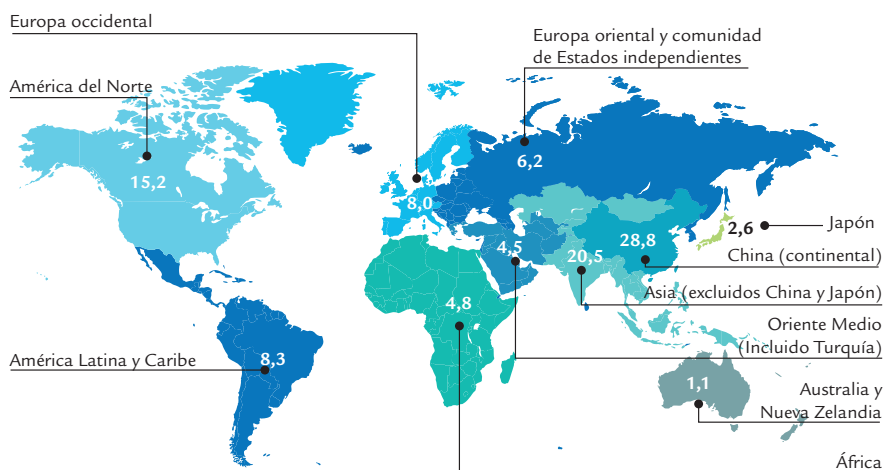 Europa occidental
Europa oriental y comunidad
de Estados independientes
América del Norte
6,2
15,2
8,0
2,6
Japón
4,5
20,5
28,8
China (continental)
4,8
Asia (excluidos China y Japón)
Oriente Medio
(Incluido Turquía)
América Latina y Caribe
8,3
1,1
Australia y
Nueva Zelandia
África